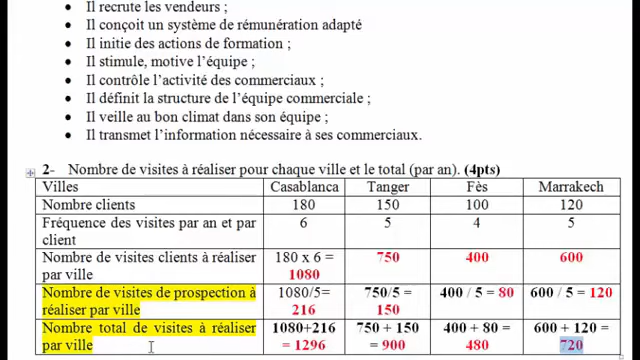 • Il recrute les vendeurs ;
• Il conçoit un système de rémunération adapté
• Il initie des actions de formation ;
• Il stimule, motive l'équipe ;
• Il contrôle l'activité des commerciaux ;
• Il définit la structure de l'équipe commerciale ;
• Il veille au bon climat dans son équipe ;
• Il transmet l'information nécessaire à ses commerciaux.
2- Nombre de visites à réaliser pour chaque ville et le total (par an). (4pts)
Villes Casablanca Tanger Fès Marrakech
Nombre clients 180 150 100 120
Fréquence des visites par an et par client 6 5 4 5
Nombre de visites clients à réaliser par ville 180 x 6 = 1080 750 400 600
Nombre de visites de prospection à réaliser par ville 1080/5= 216 750/5= 150 400 / 5 = 80 600 / 5 = 120
Nombre total de visites à réaliser par ville 1080+216 = 1296 750 + 150 = 900 400 + 80 = 480 600 + 120 = 720